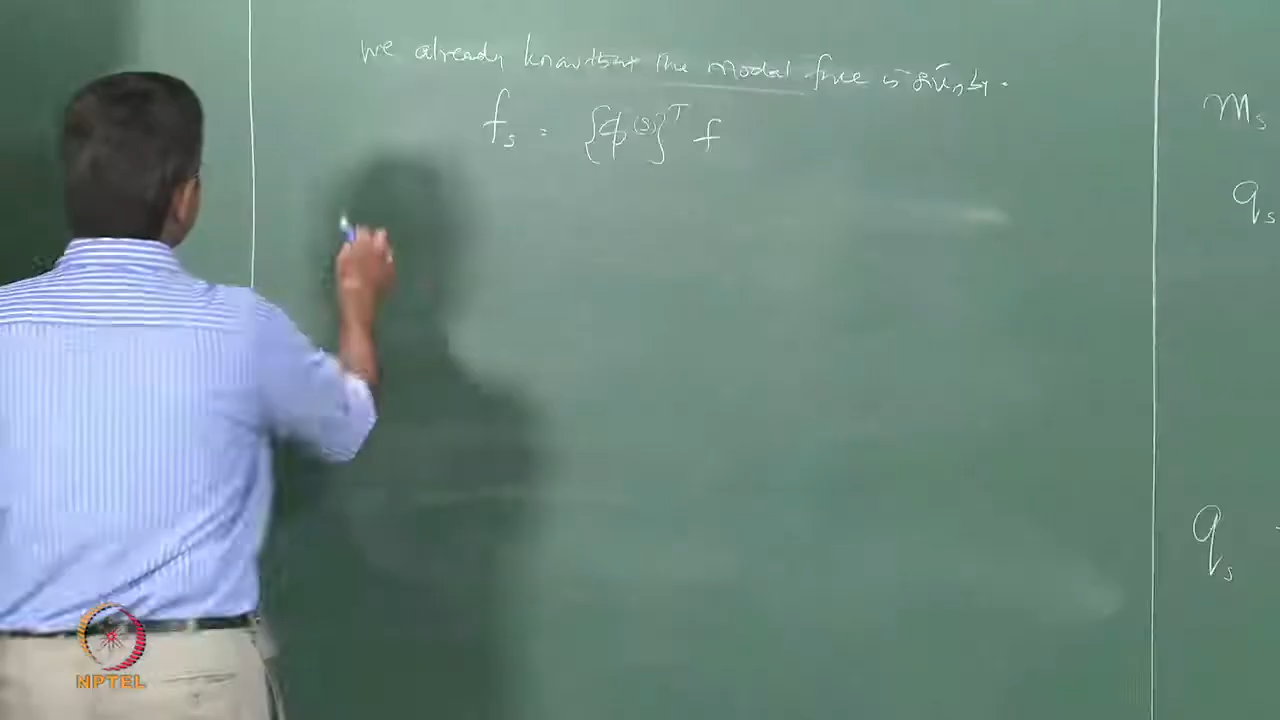 we already know that the modal force is given by.
f_s = {φ^(s)}^T f
m_s
q_s
q_s
NPTEL